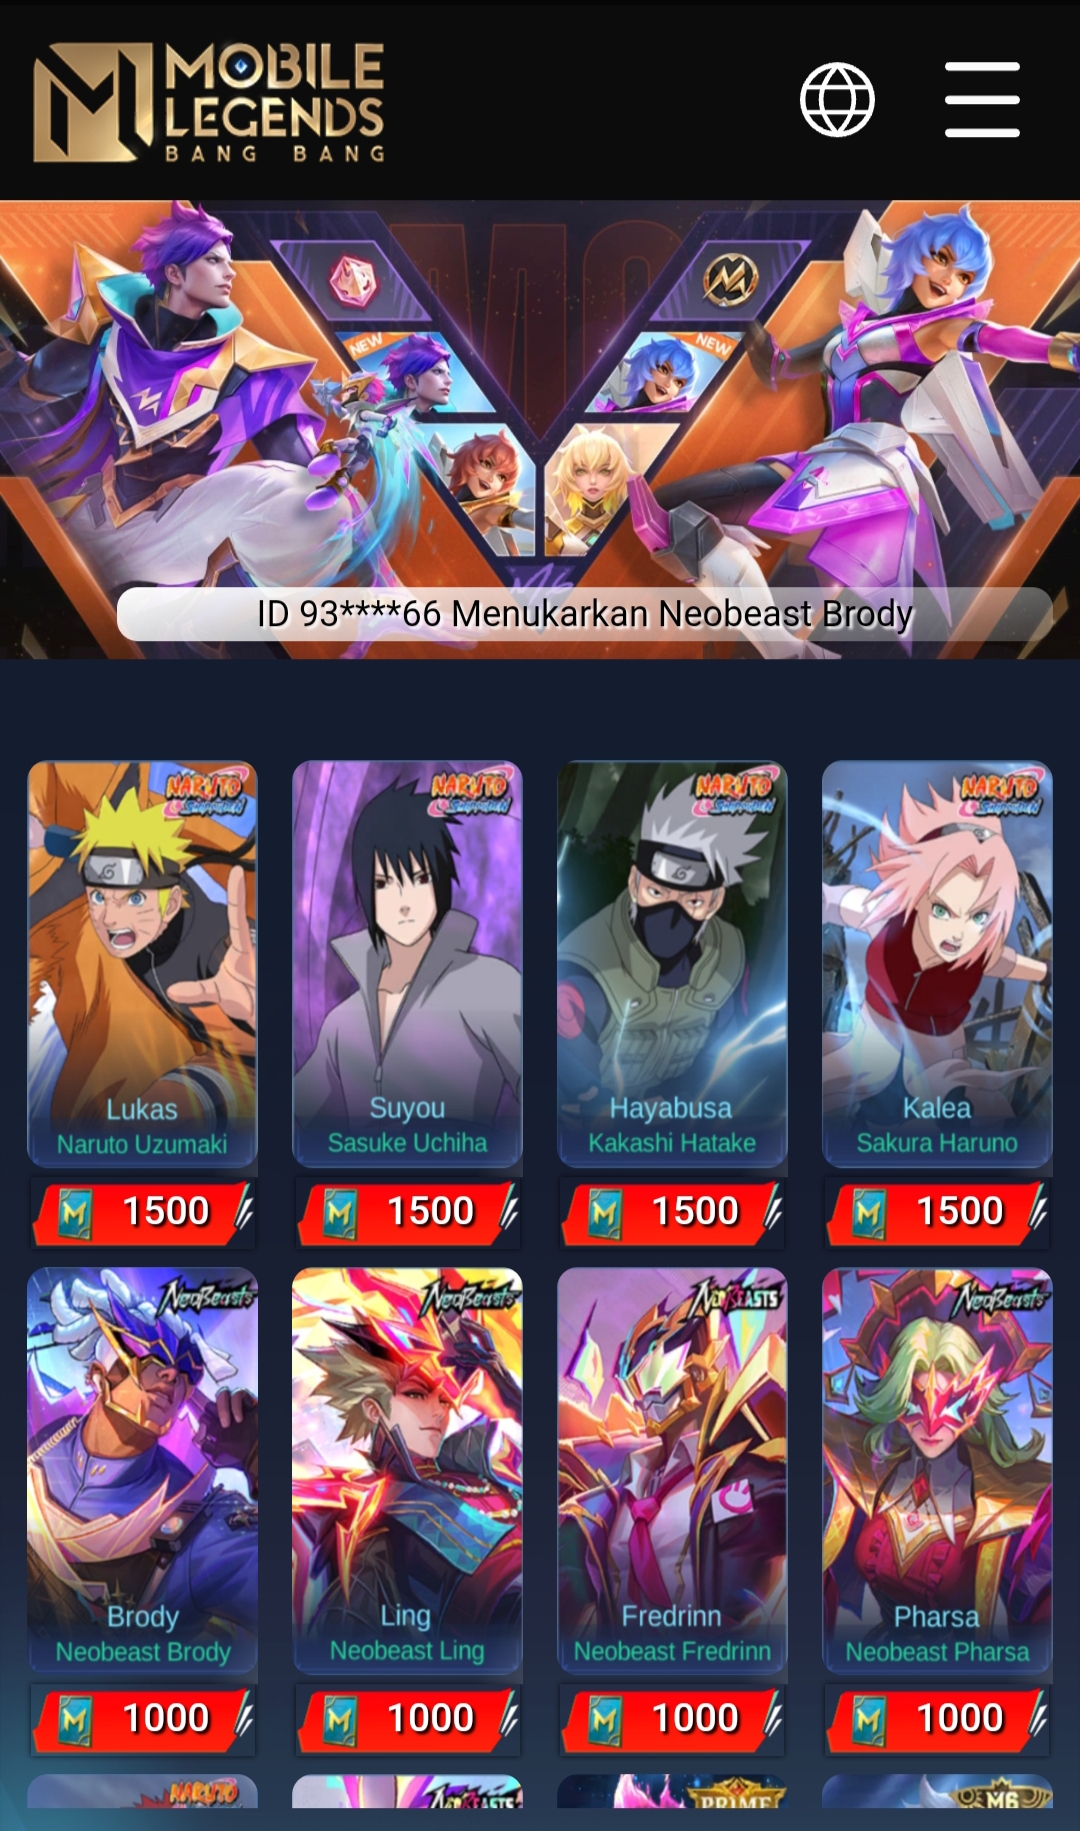 MOBILE
LEGENDS
BANG BANG
NEW
NEW
ID 93****66 Menukarkan Neobeast Brody
NARUTO
SHIPPUDEN
NARUTO
SHIPPUDEN
NARUTO
SHIPPUDEN
NARUTO
SHIPPUDEN
Lukas
Naruto Uzumaki
Suyou
Sasuke Uchiha
Hayabusa
Kakashi Hatake
Kalea
Sakura Haruno
1500
1500
1500
1500
NeoBeasts
NeoBeasts
NEOBEASTS
NeoBeasts
Brody
Neobeast Brody
Ling
Neobeast Ling
Fredrinn
Neobeast Fredrinn
Pharsa
Neobeast Pharsa
1000
1000
1000
1000
NARUTO
NEOBEASTS
PRIME
M6